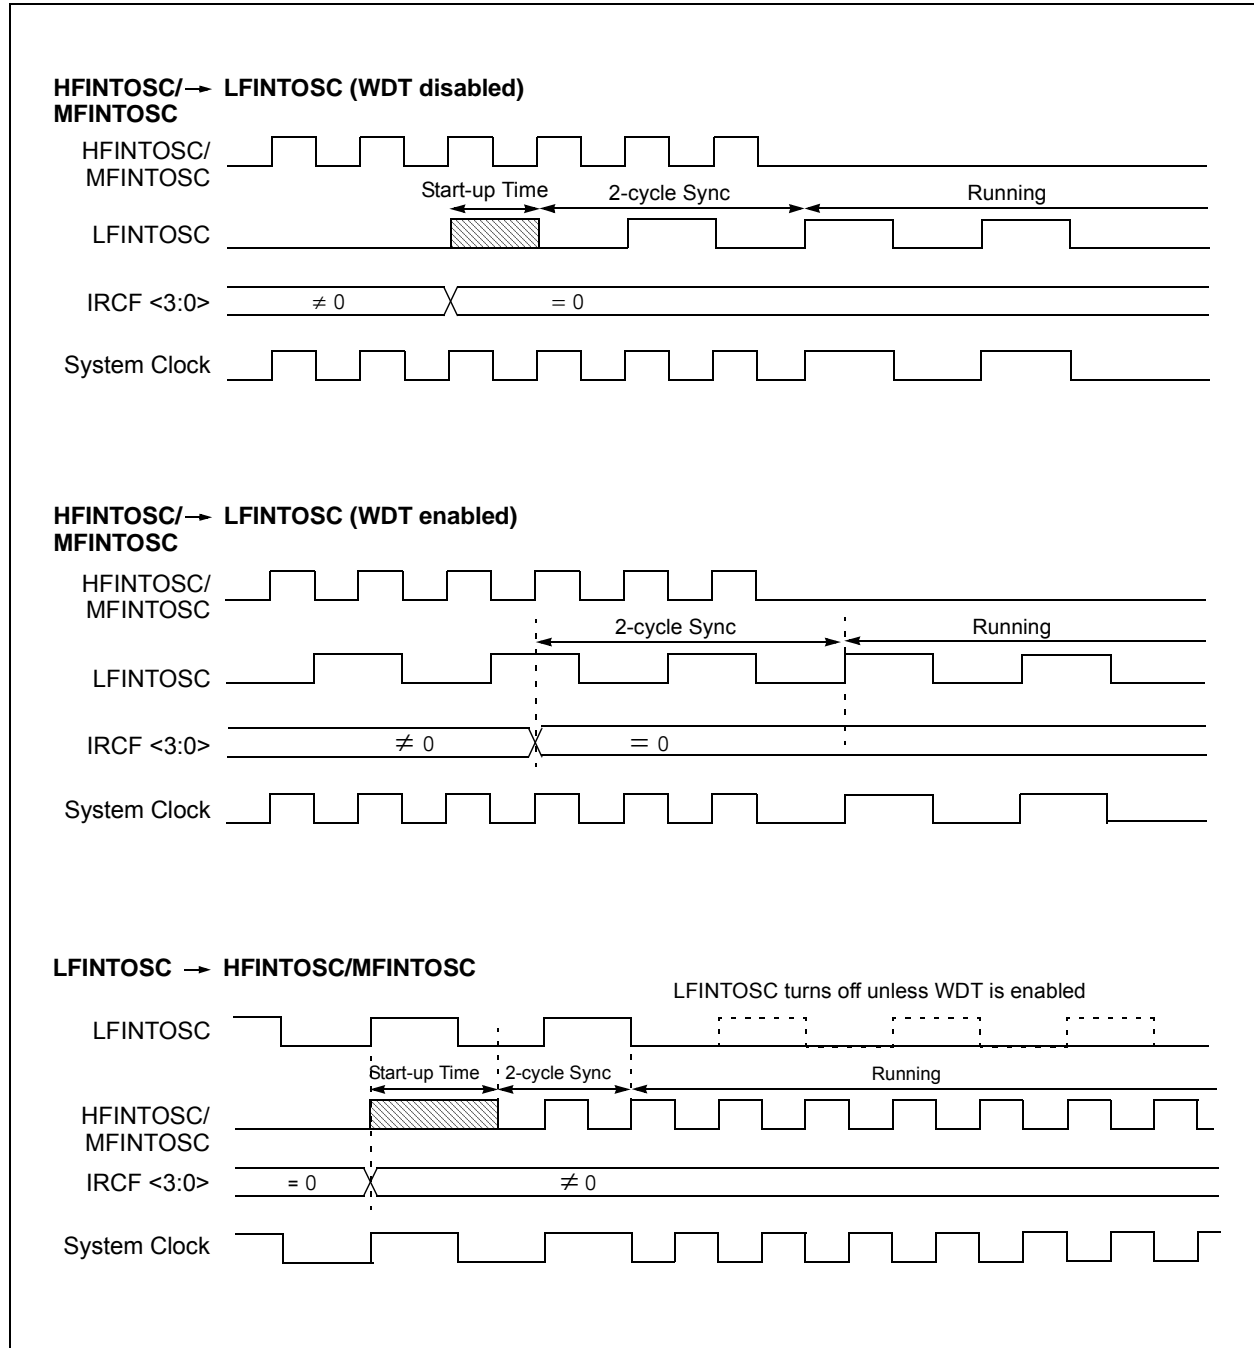 HFINTOSC/→ LFINTOSC (WDT disabled)
MFINTOSC
HFINTOSC/
MFINTOSC
Start-up Time 2-cycle Sync Running
LFINTOSC
IRCF <3:0> ≠ 0 = 0
System Clock
HFINTOSC/→ LFINTOSC (WDT enabled)
MFINTOSC
HFINTOSC/
MFINTOSC
2-cycle Sync Running
LFINTOSC
IRCF <3:0> ≠ 0 = 0
System Clock
LFINTOSC → HFINTOSC/MFINTOSC
LFINTOSC turns off unless WDT is enabled
LFINTOSC
Start-up Time 2-cycle Sync Running
HFINTOSC/
MFINTOSC
IRCF <3:0> = 0 ≠ 0
System Clock